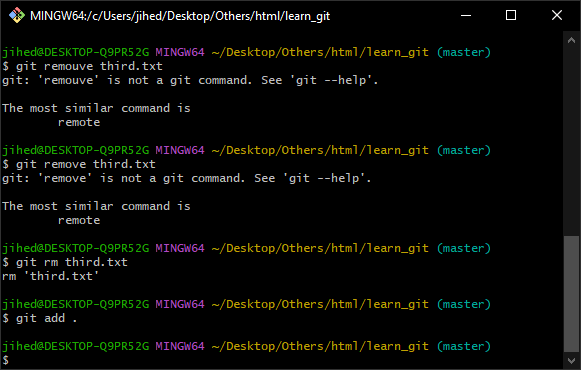 MINGW64:/c/Users/jihed/Desktop/Others/html/learn_git
jihed@DESKTOP-Q9PR52G MINGW64 ~/Desktop/Others/html/learn_git (master)
$ git remouve third.txt
git: 'remouve' is not a git command. See 'git --help'.
The most similar command is
remote
jihed@DESKTOP-Q9PR52G MINGW64 ~/Desktop/Others/html/learn_git (master)
$ git remove third.txt
git: 'remove' is not a git command. See 'git --help'.
The most similar command is
remote
jihed@DESKTOP-Q9PR52G MINGW64 ~/Desktop/Others/html/learn_git (master)
$ git rm third.txt
rm 'third.txt'
jihed@DESKTOP-Q9PR52G MINGW64 ~/Desktop/Others/html/learn_git (master)
$ git add .
jihed@DESKTOP-Q9PR52G MINGW64 ~/Desktop/Others/html/learn_git (master)
$